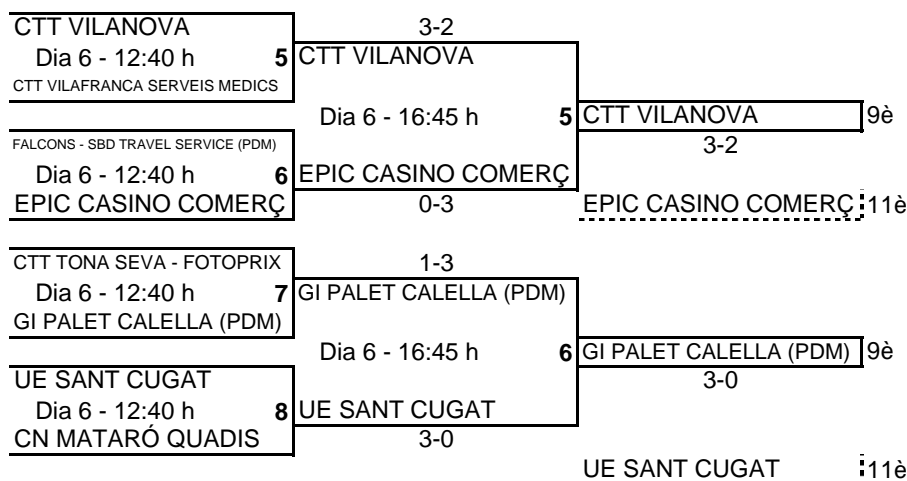 CTT VILANOVA 3-2
Dia 6 - 12:40 h 5 CTT VILANOVA
CTT VILAFRANCA SERVEIS MEDICS
Dia 6 - 16:45 h 5 CTT VILANOVA 9è
FALCONS - SBD TRAVEL SERVICE (PDM) 3-2
Dia 6 - 12:40 h 6 EPIC CASINO COMERÇ
EPIC CASINO COMERÇ 0-3 EPIC CASINO COMERÇ 11è
CTT TONA SEVA - FOTOPRIX 1-3
Dia 6 - 12:40 h 7 GI PALET CALELLA (PDM)
GI PALET CALELLA (PDM)
Dia 6 - 16:45 h 6 GI PALET CALELLA (PDM) 9è
UE SANT CUGAT 3-0
Dia 6 - 12:40 h 8 UE SANT CUGAT
CN MATARÓ QUADIS 3-0
UE SANT CUGAT 11è